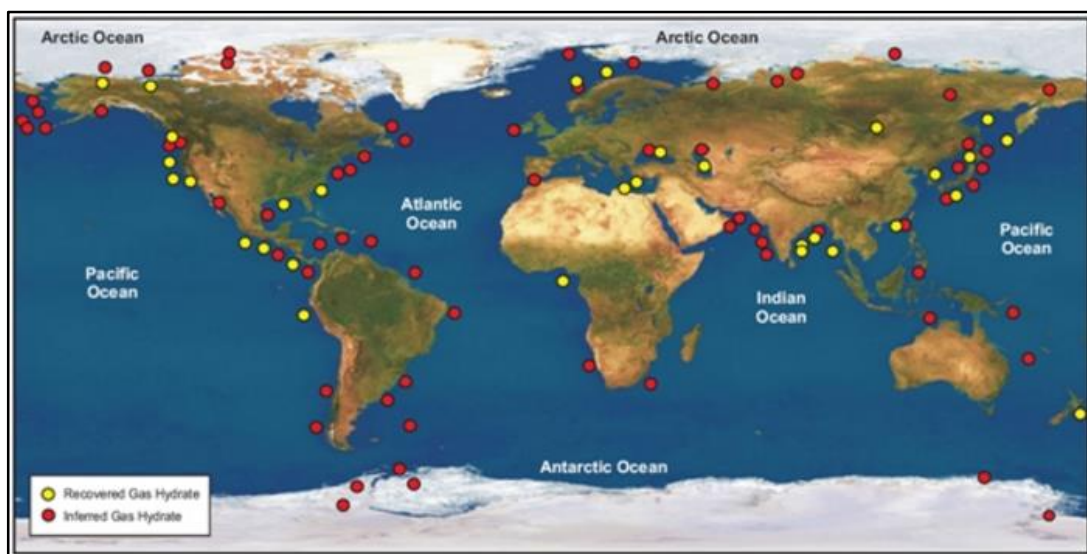 Arctic Ocean
Arctic Ocean
Atlantic
Ocean
Pacific
Ocean
Pacific
Ocean
Indian
Ocean
Antarctic Ocean
Recovered Gas Hydrate
Inferred Gas Hydrate